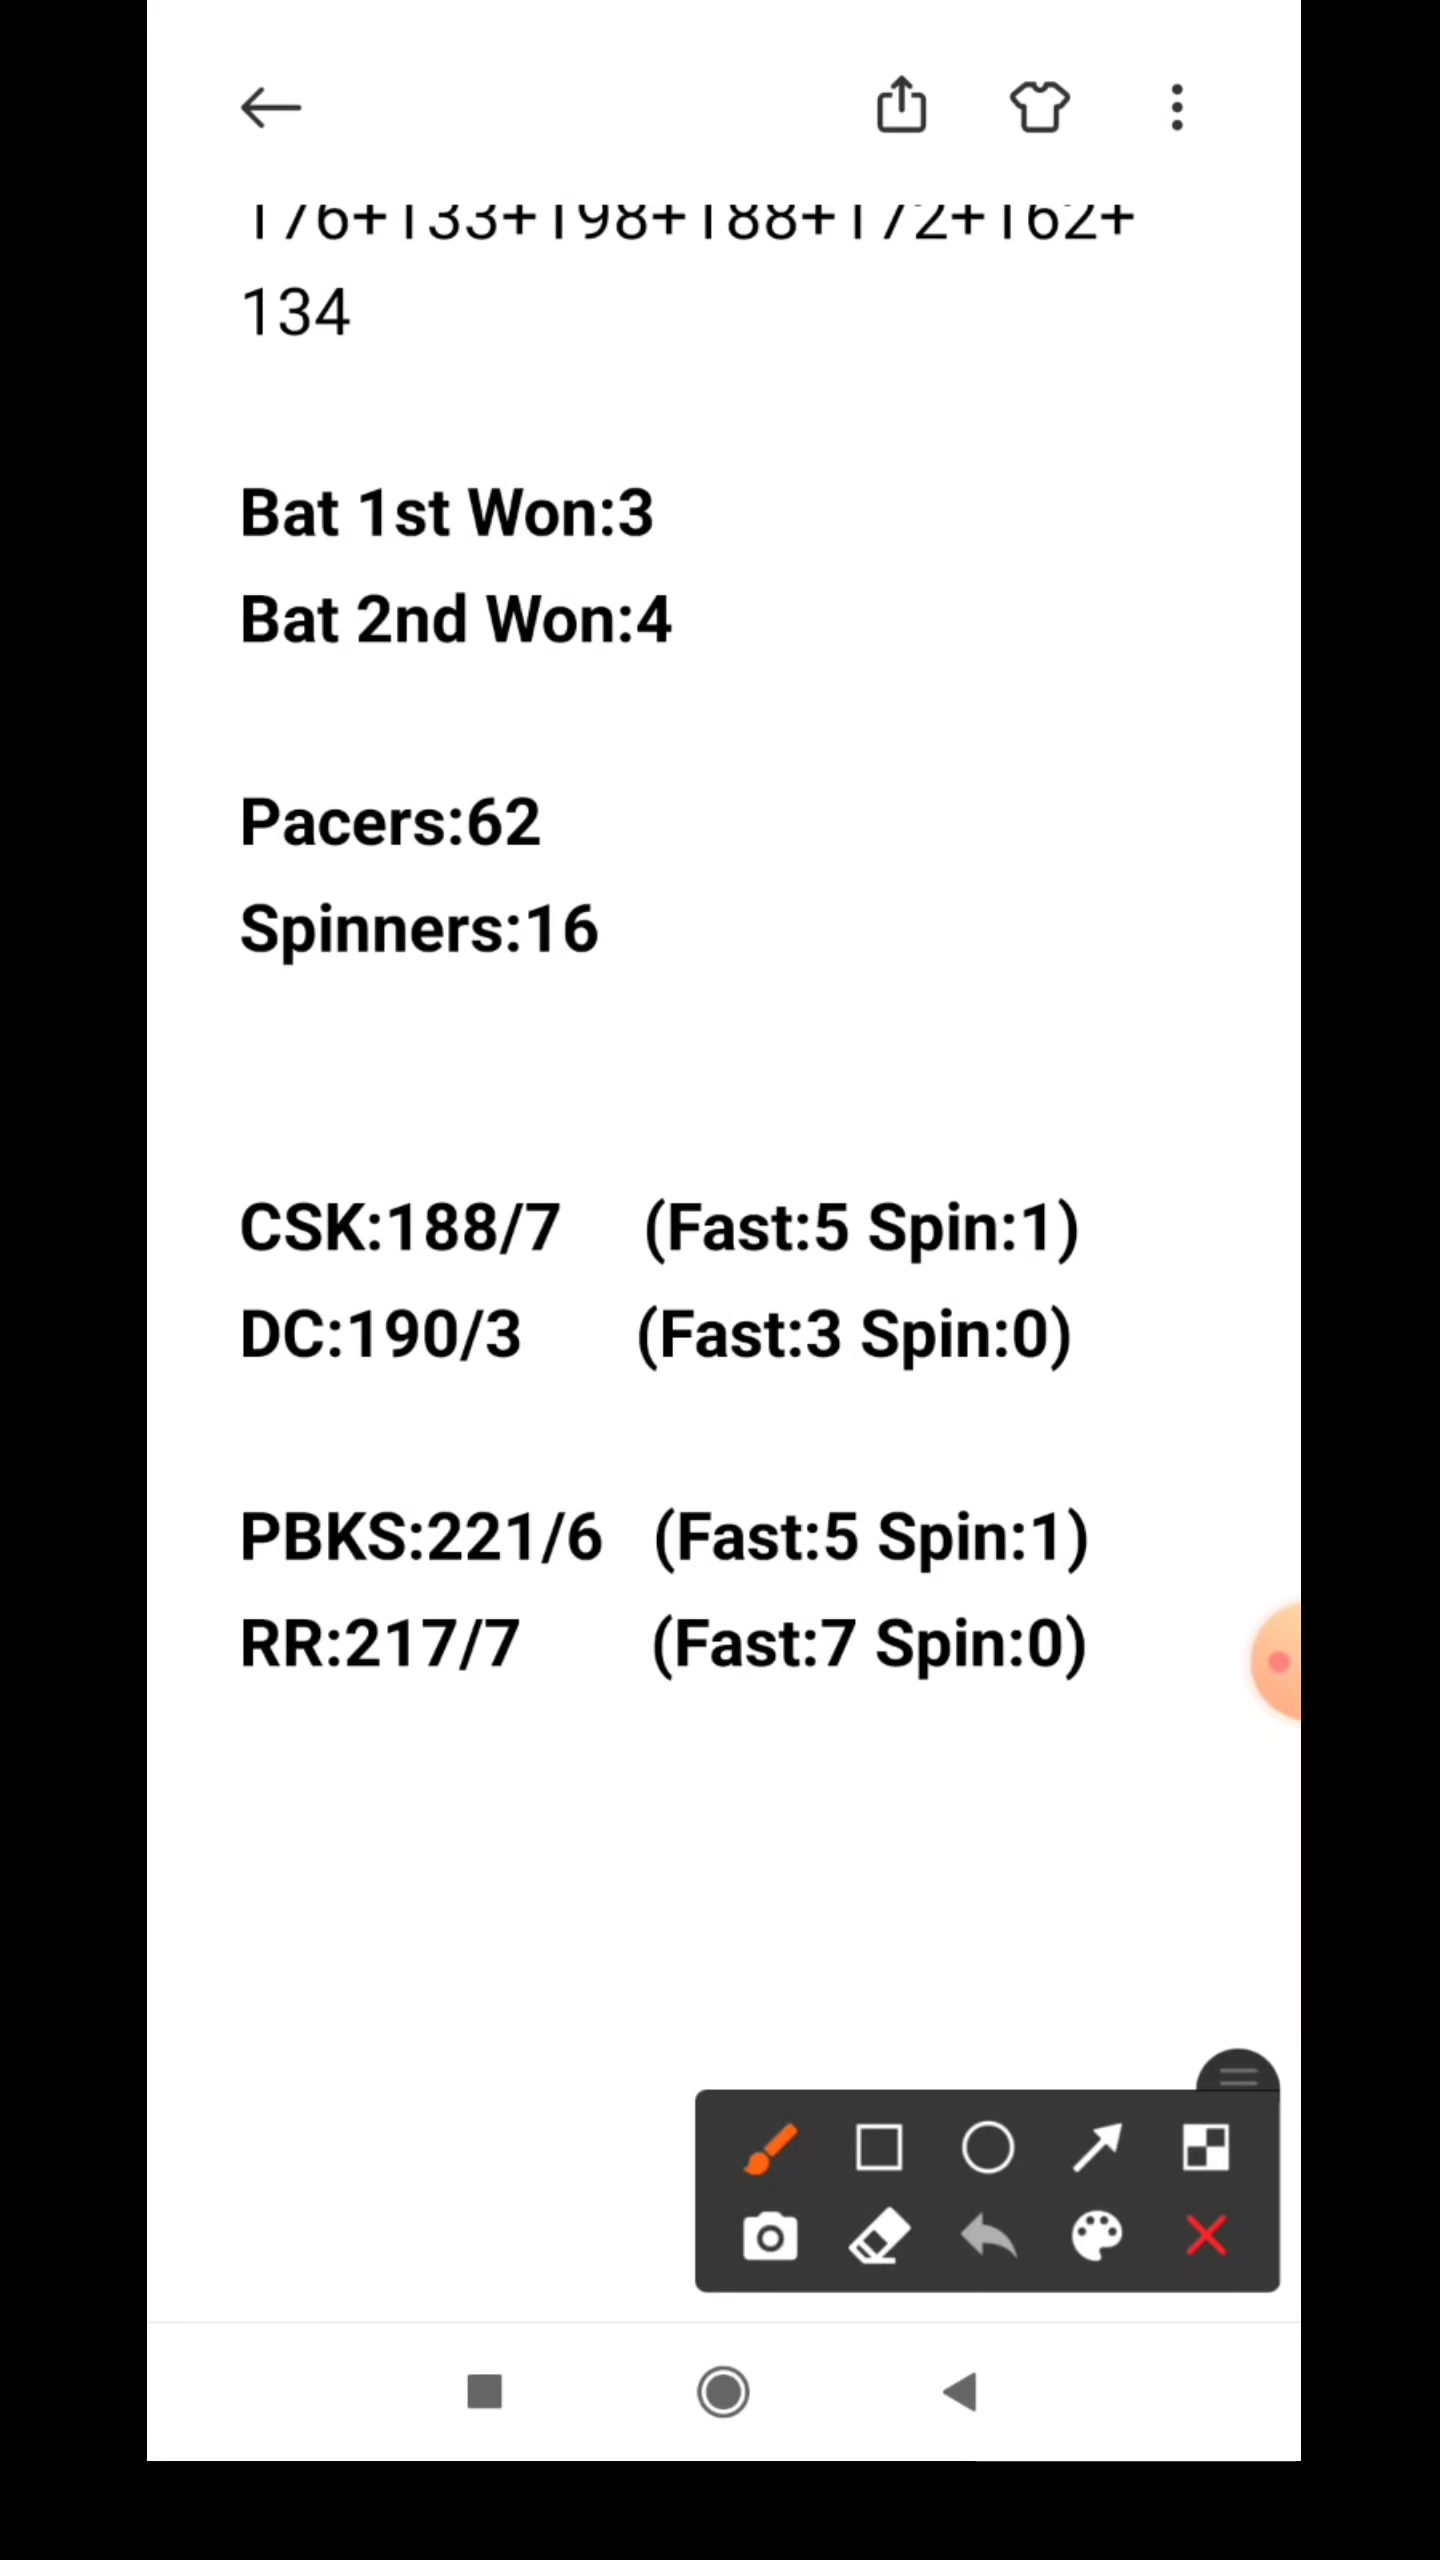 176+133+198+188+172+162+
134
Bat 1st Won:3
Bat 2nd Won:4
Pacers:62
Spinners:16
CSK:188/7 (Fast:5 Spin:1)
DC:190/3 (Fast:3 Spin:0)
PBKS:221/6 (Fast:5 Spin:1)
RR:217/7 (Fast:7 Spin:0)